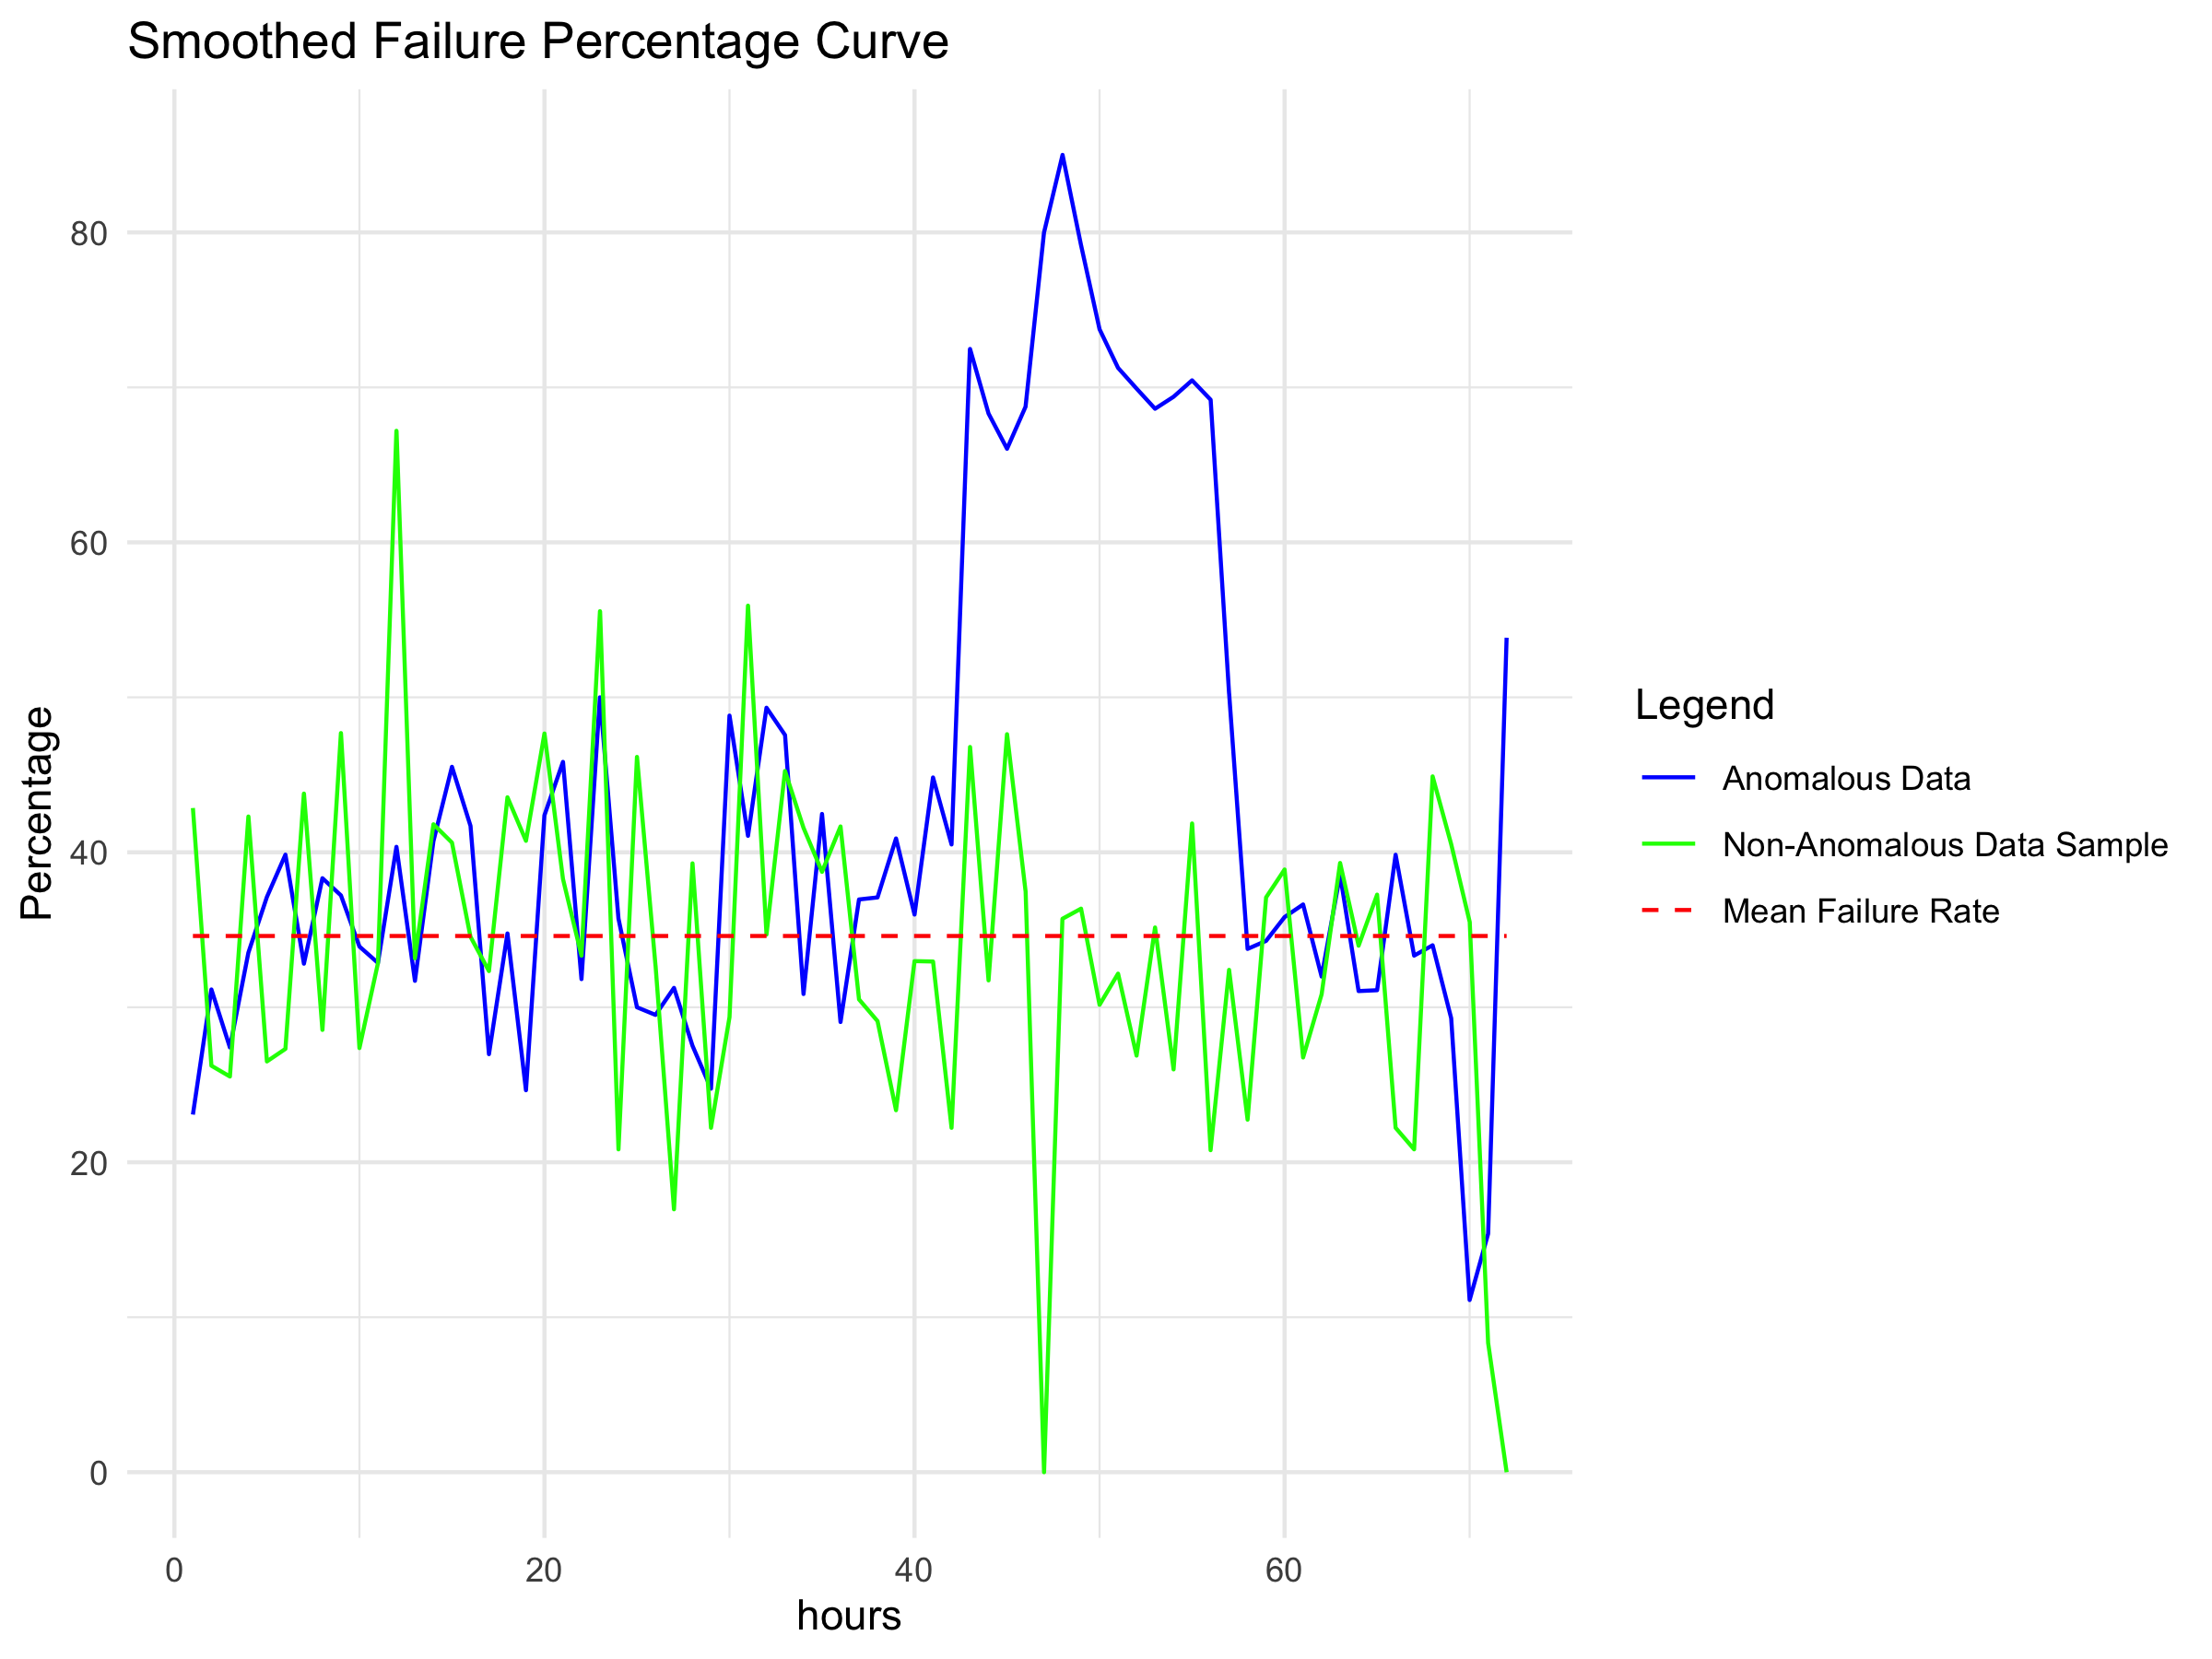 Smoothed Failure Percentage Curve
Percentage
80
60
40
20
0
0 20 40 60
hours
Legend
Anomalous Data
Non-Anomalous Data Sample
Mean Failure Rate